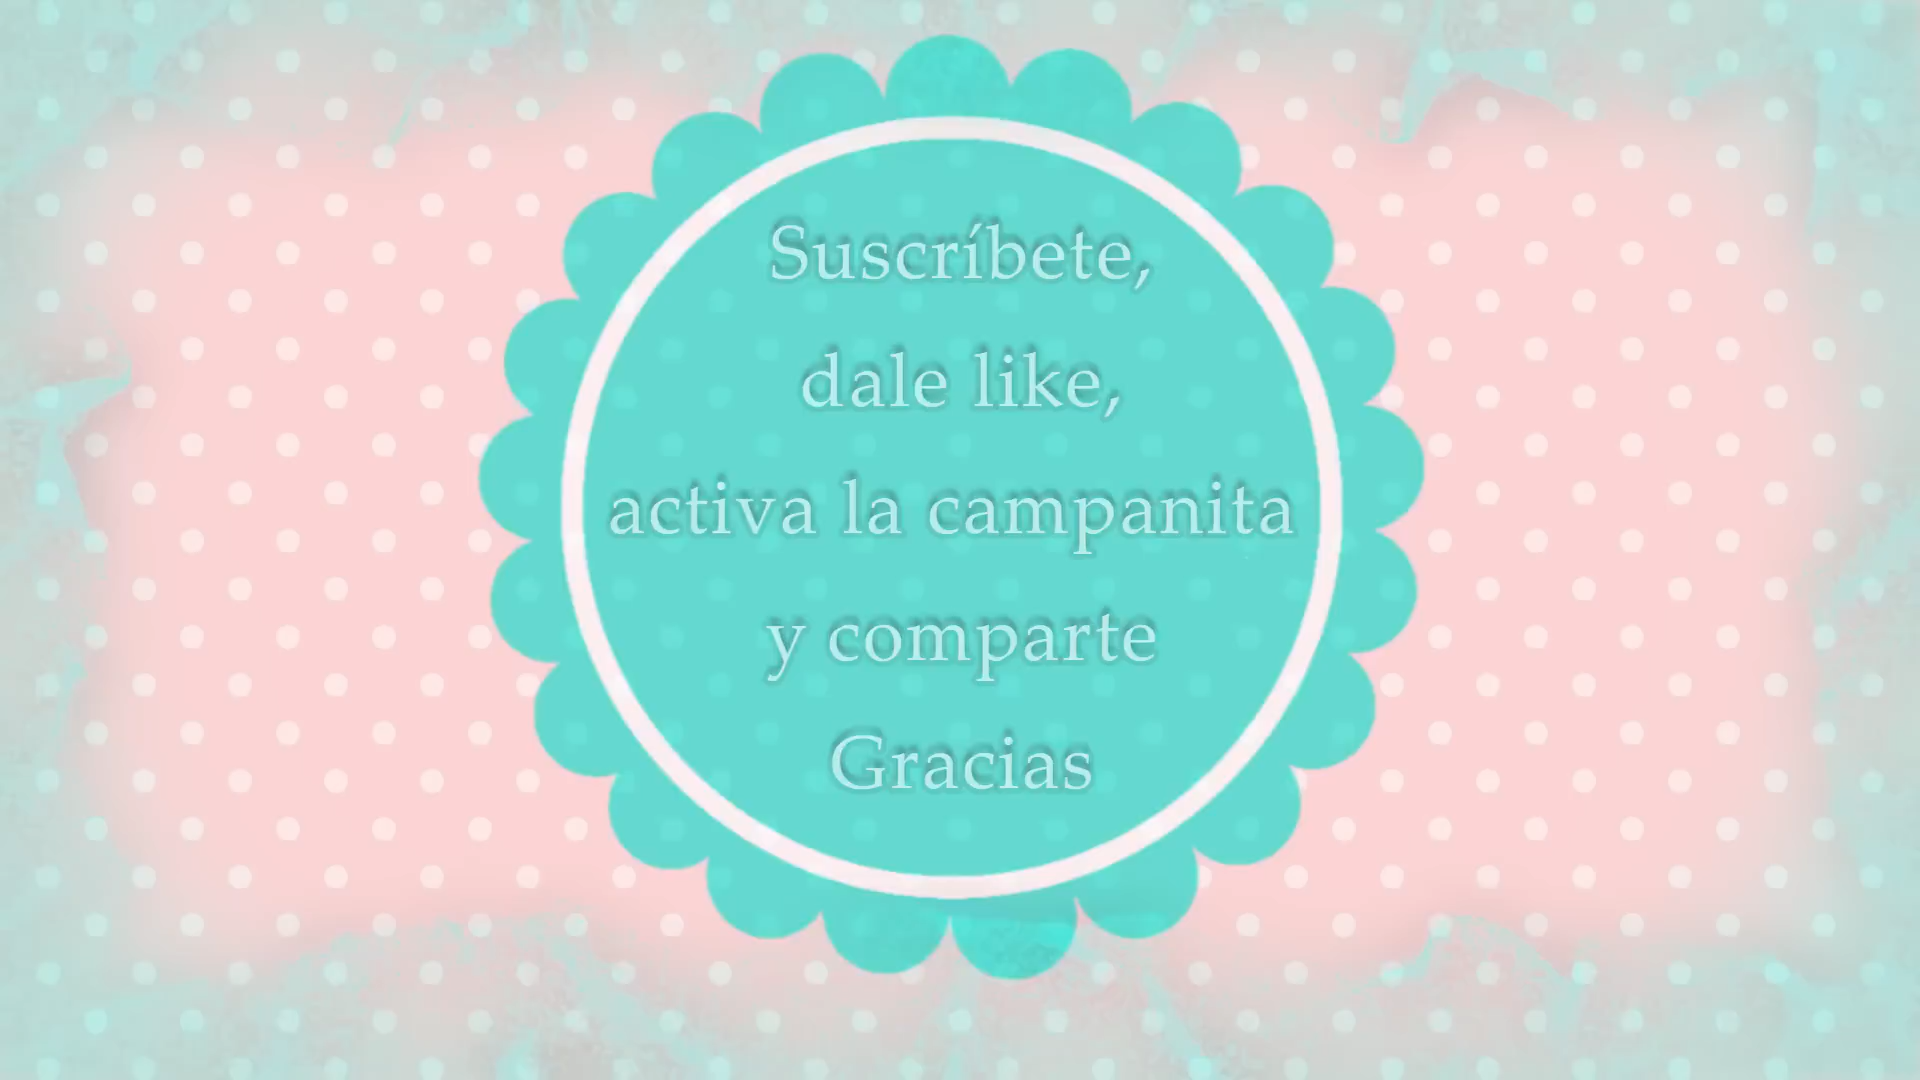 Suscríbete,
dale like,
activa la campanita
y comparte
Gracias